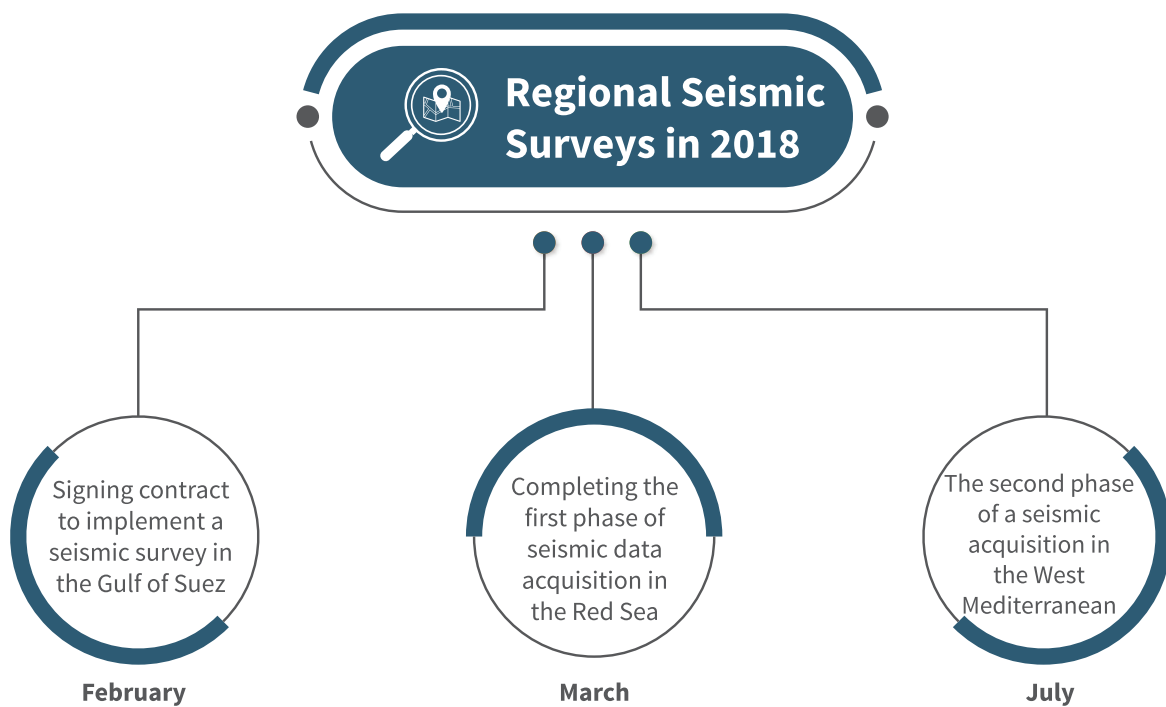 Regional Seismic
Surveys in 2018
Signing contract
to implement a
seismic survey in
the Gulf of Suez
February
Completing the
first phase of
seismic data
acquisition in
the Red Sea
March
The second phase
of a seismic
acquisition in
the West
Mediterranean
July